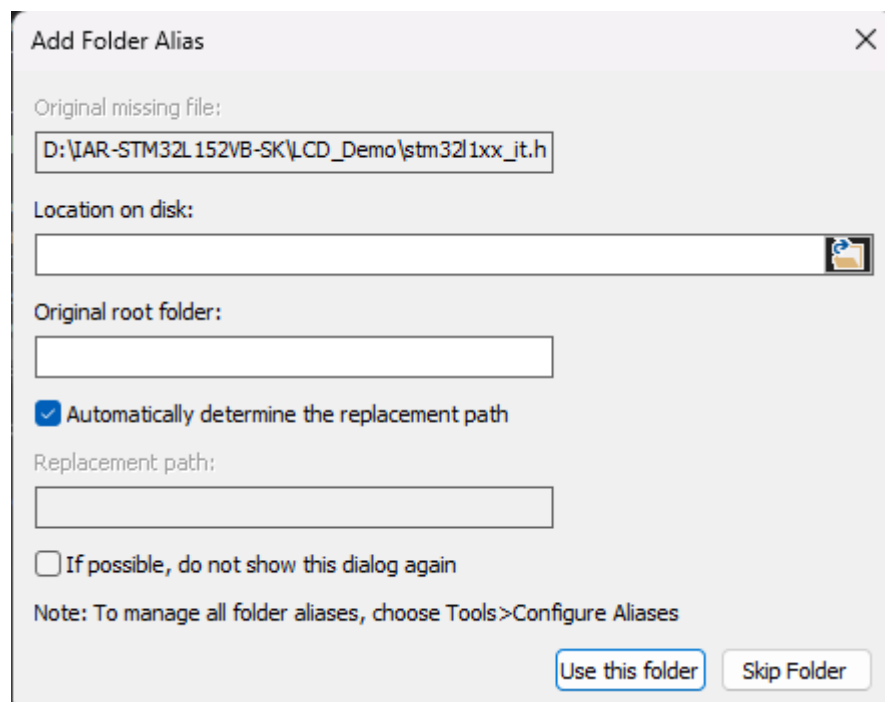 Add Folder Alias
Original missing file:
D:\IAR-STM32L152VB-SK\LCD_Demo\stm32l1xx_it.h
Location on disk:
Original root folder:
Automatically determine the replacement path
Replacement path:
If possible, do not show this dialog again
Note: To manage all folder aliases, choose Tools>Configure Aliases
Use this folder Skip Folder